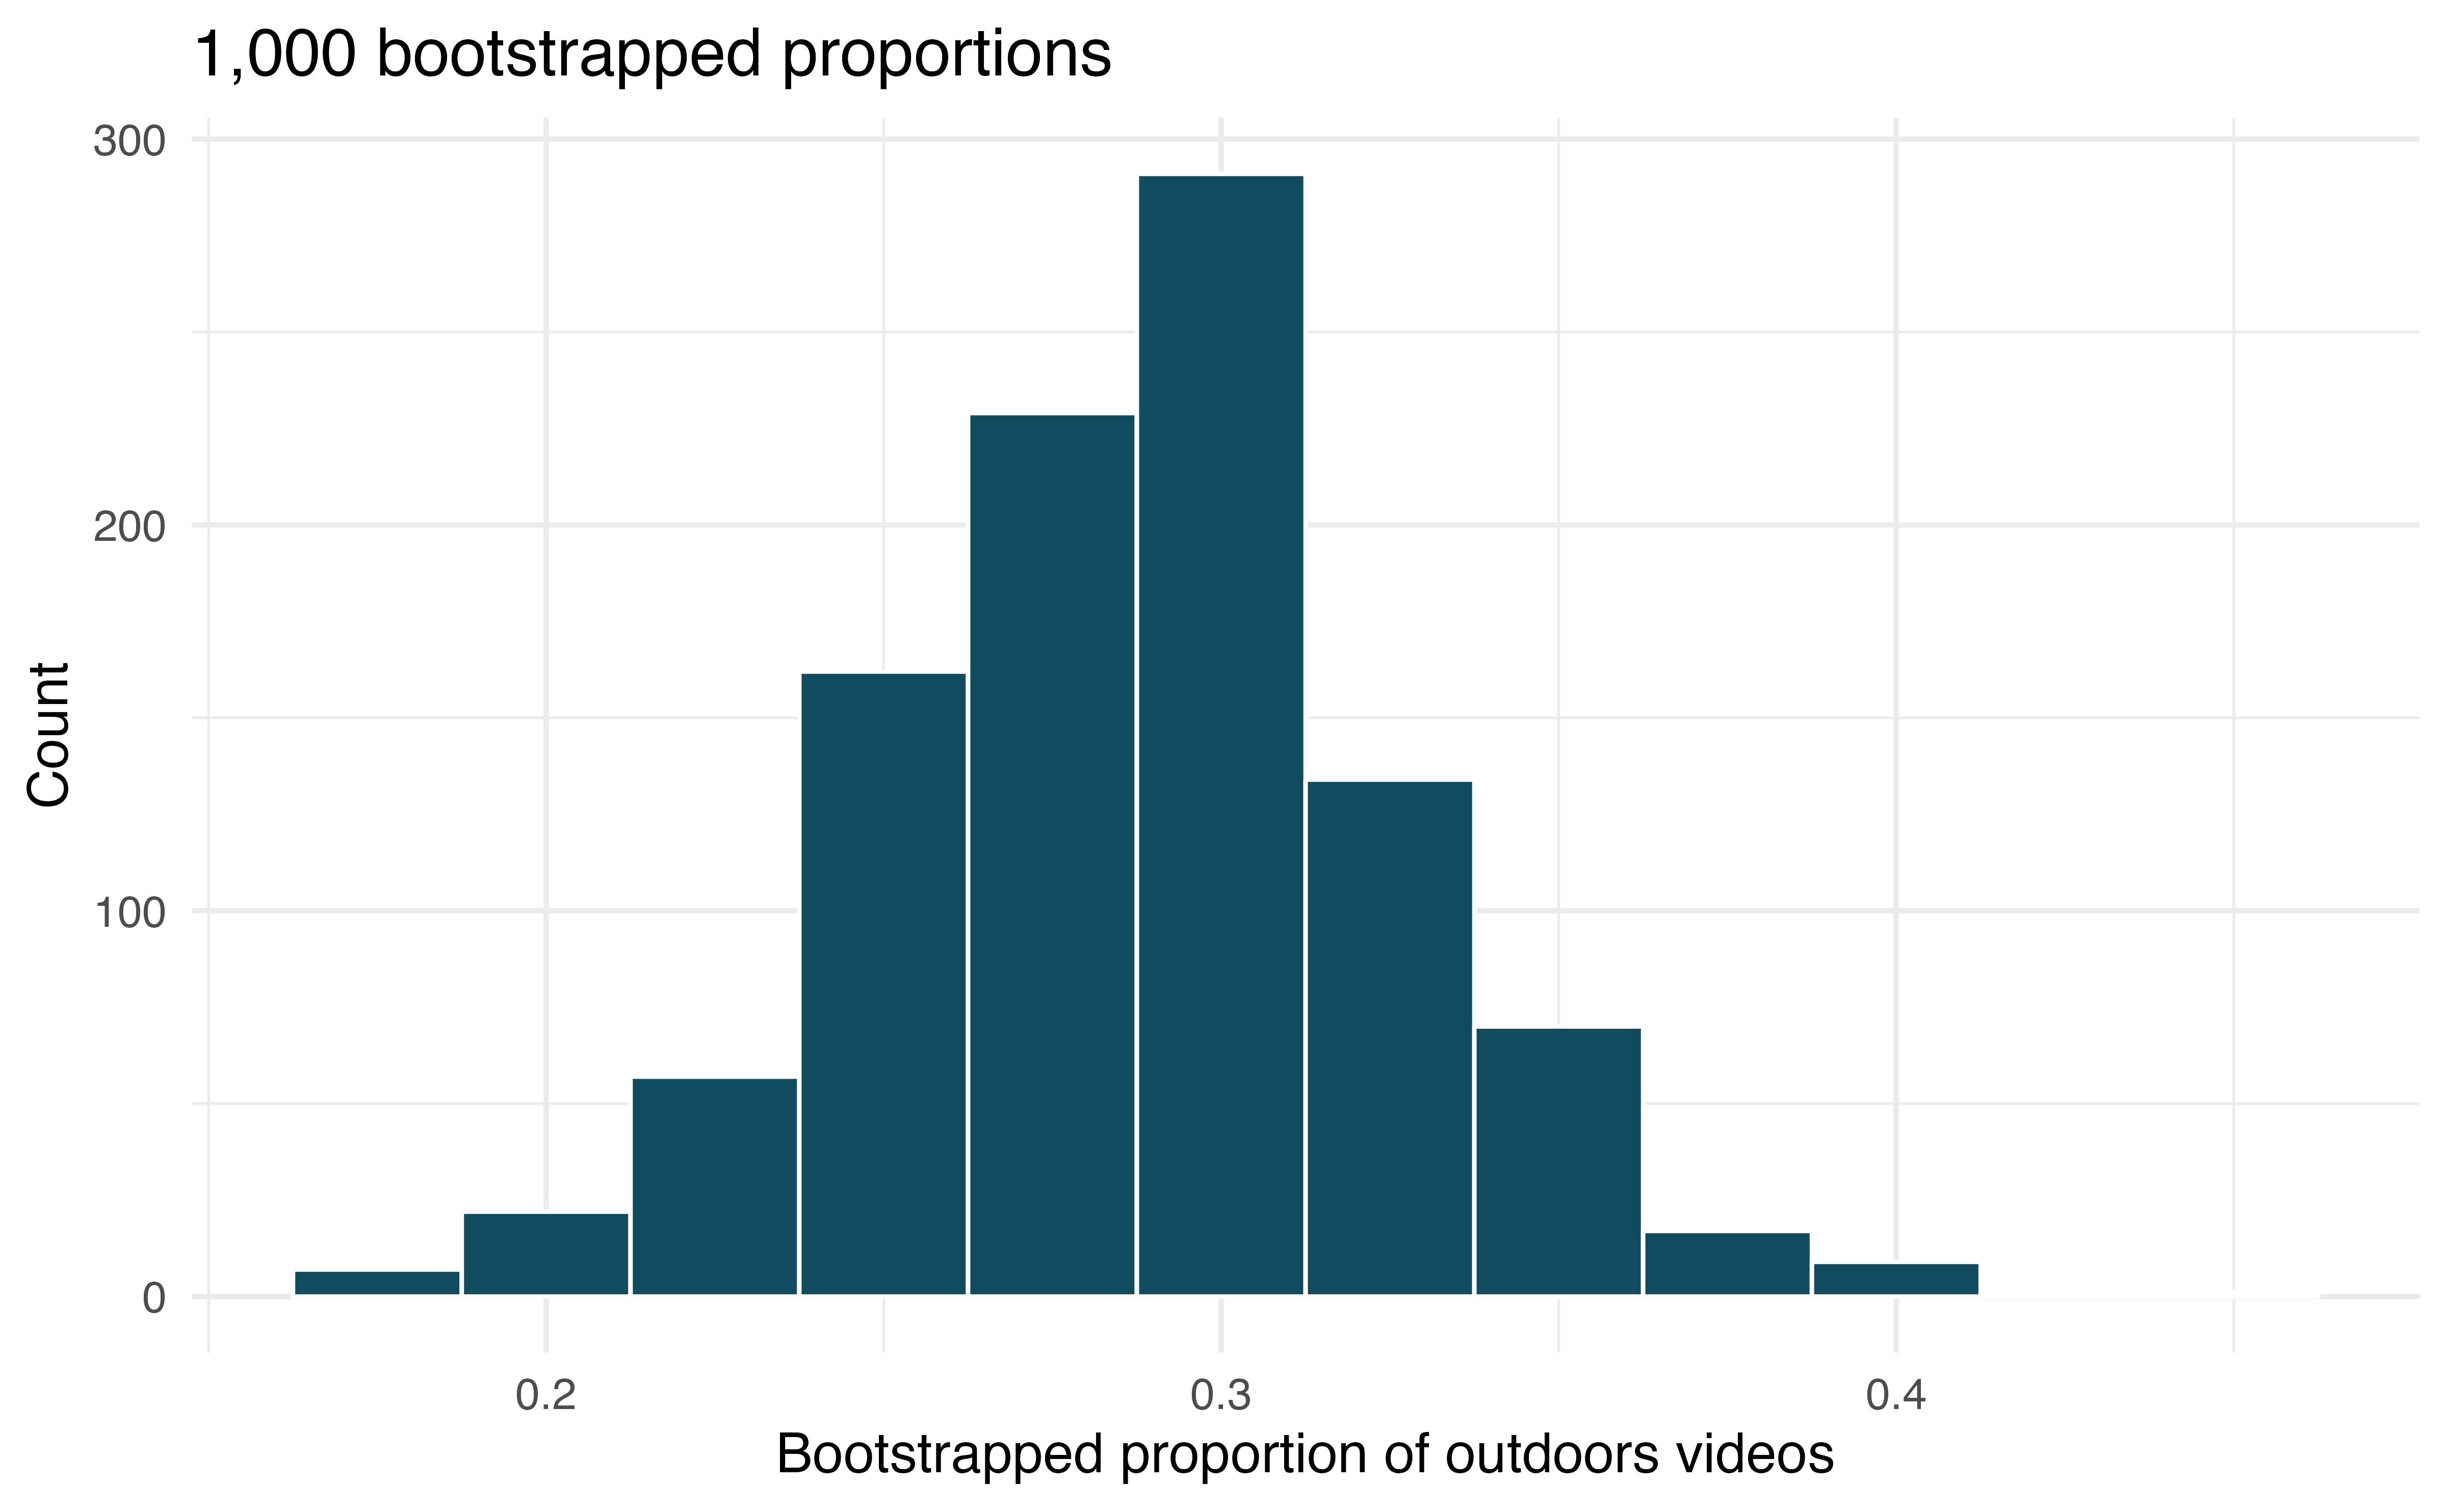 1,000 bootstrapped proportions
300
200
100
0
Count
0.2 0.3 0.4
Bootstrapped proportion of outdoors videos